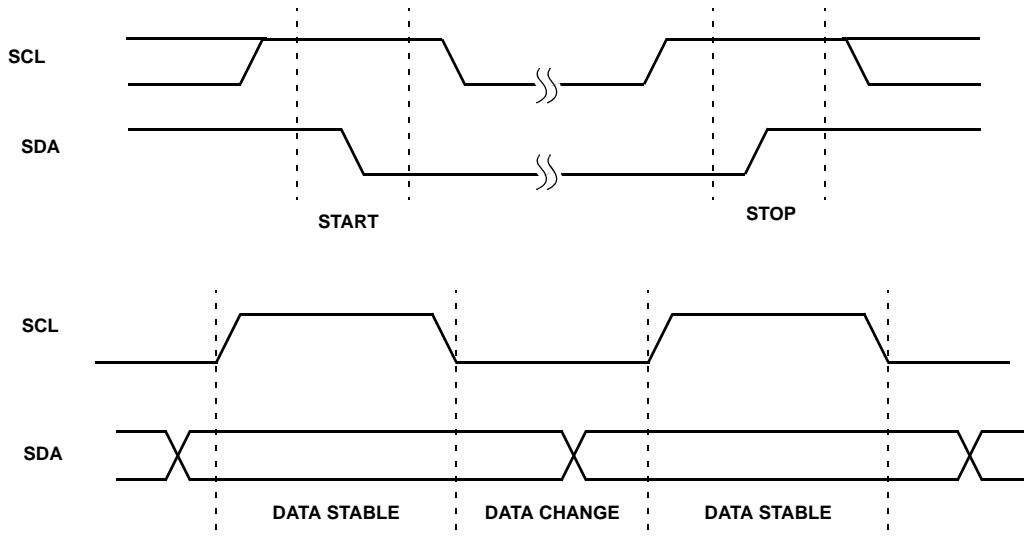 SCL
SDA
START
STOP
SCL
SDA
DATA STABLE
DATA CHANGE
DATA STABLE